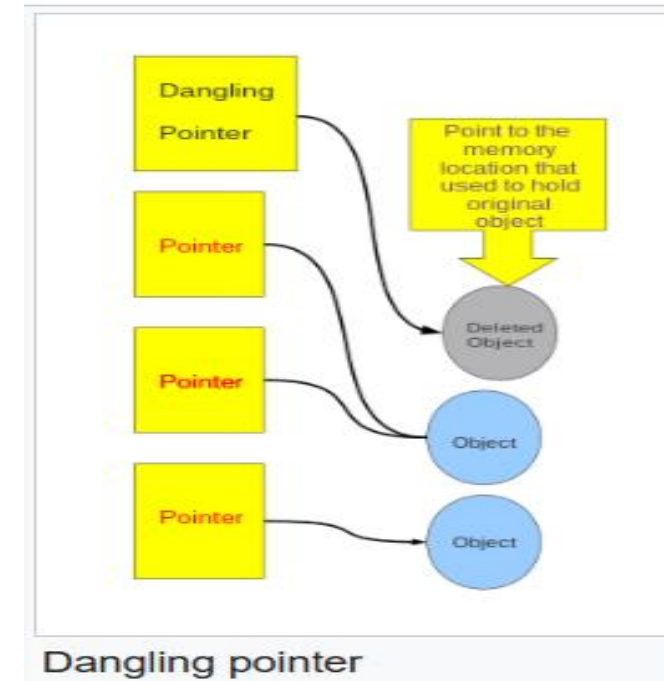 Dangling
Pointer
Point to the
memory
location that
used to hold
original
object
Pointer
Deleted
Object
Pointer
Object
Pointer
Object
Dangling pointer